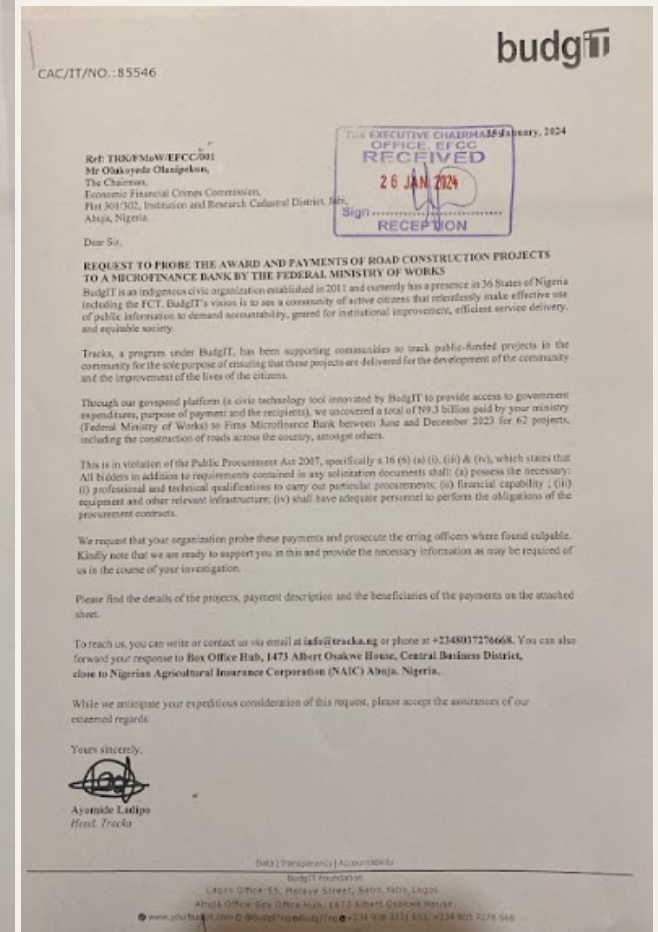 budgIT
CAC/IT/NO.:85546
25 January, 2024
THE EXECUTIVE CHAIRMAN
OFFICE, EFCC
RECEIVED
26 JAN 2024
Sign
RECEPTION
Ref: TRK/FMoW/EFCC/001
Mr Olukoyede Olanipekun,
The Chairman,
Economic Financial Crimes Commission,
Plot 301/302, Institution and Research Cadastral District, Jabi,
Abuja, Nigeria.
Dear Sir,
REQUEST TO PROBE THE AWARD AND PAYMENTS OF ROAD CONSTRUCTION PROJECTS
TO A MICROFINANCE BANK BY THE FEDERAL MINISTRY OF WORKS
BudgIT is an Indigenous civic organization established in 2011 and currently has a presence in 36 States of Nigeria
including the FCT. BudgIT's vision is to see a community of active citizens that relentlessly make effective use
of public information to demand accountability, geared for institutional improvement, efficient service delivery,
and equitable society.
Tracka, a program under BudgIT, has been supporting communities to track public-funded projects in the
community for the sole purpose of ensuring that these projects are delivered for the development of the community
and the improvement of the lives of the citizens.
Through our govspend platform (a civic technology tool innovated by BudgIT to provide access to government
expenditures, purpose of payment and the recipients), we uncovered a total of N9.3 billion paid by your ministry
(Federal Ministry of Works) to Firts Microfinance Bank between June and December 2023 for 62 projects,
including the construction of roads across the country, amongst others.
This is in violation of the Public Procurement Act 2007, specifically s 16 (6) (a) (i), (iii) & (iv), which states that
All bidders in addition to requirements contained in any solicitation documents shall: (a) possess the necessary:
(i) professional and technical qualifications to carry out particular procurements; (ii) financial capability ; (iii)
equipment and other relevant infrastructure; (iv) shall have adequate personnel to perform the obligations of the
procurement contracts.
We request that your organization probe these payments and prosecute the erring officers where found culpable.
Kindly note that we are ready to support you in this and provide the necessary information as may be required of
us in the course of your investigation.
Please find the details of the projects, payment description and the beneficiaries of the payments on the attached
sheet.
To reach us, you can write or contact us via email at info@tracka.ng or phone at +2348037276668. You can also
forward your response to Box Office Hub, 1473 Albert Osakwe House, Central Business District,
close to Nigerian Agricultural Insurance Corporation (NAIC) Abuja, Nigeria.
While we anticipate your expeditious consideration of this request, please accept the assurances of our
esteemed regards.
Yours sincerely,
Ayomide Ladipo
Head, Tracka
Data | Transparency | Accountability
BudgIT Foundation
Lagos Office: 55, Street, Sabo, Yaba, Lagos
Abuja Office: Box Office Hub, 1473 Albert Osakwe House,
www.yourbudgit.com